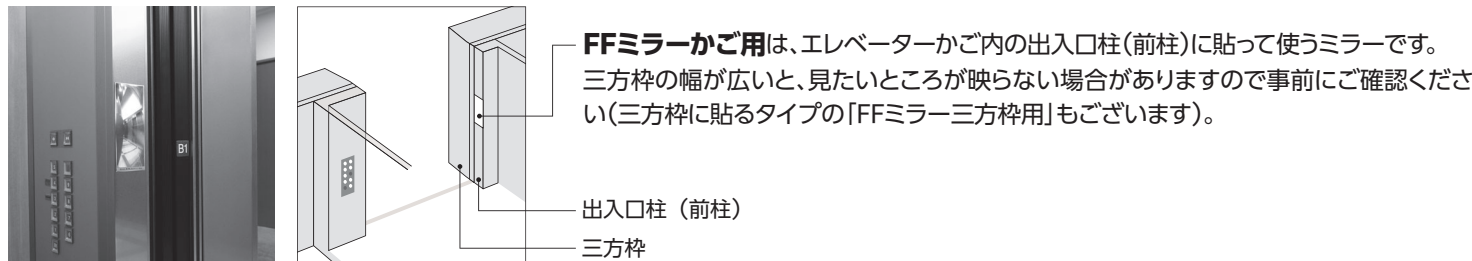 FFミラーかご用は、エレベーターかご内の出入口柱(前柱)に貼って使うミラーです。
三方枠の幅が広いと、見たいところが映らない場合がありますので事前にご確認くださ
い(三方枠に貼るタイプの「FFミラー三方枠用」もございます)。
B1
出入口柱 (前柱)
三方枠